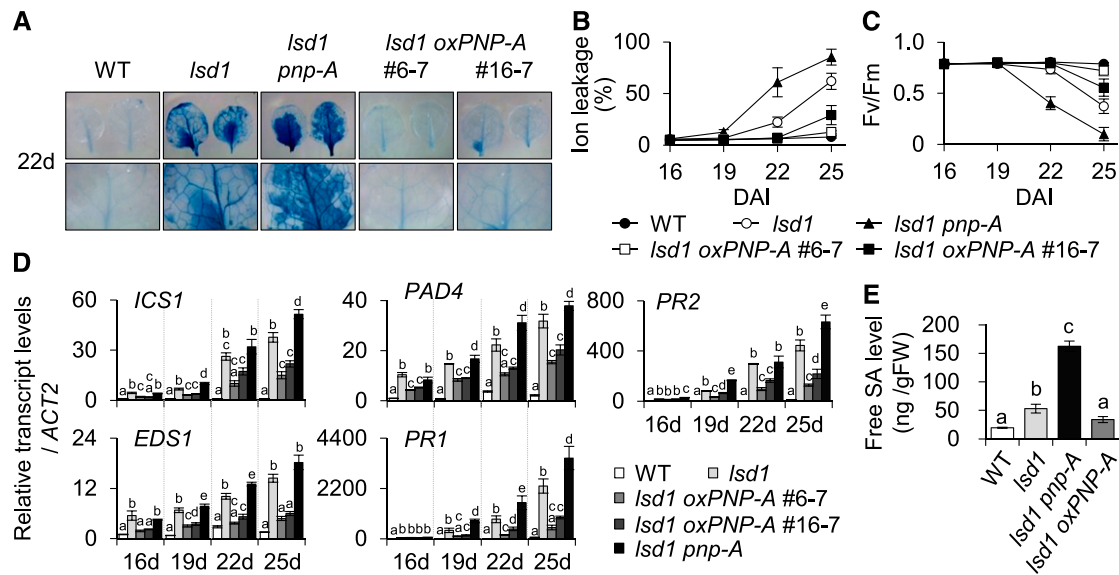 A
WT
lsd1
lsd1 pnp-A
lsd1 oxPNP-A
#6-7
#16-7
22d
B
Ion leakage (%)
100
50
0
16 19 22 25
DAI
C
Fv/Fm
1.0
0.5
0
16 19 22 25
DAI
WT lsd1 lsd1 pnp-A
lsd1 oxPNP-A #6-7 lsd1 oxPNP-A #16-7
D
Relative transcript levels / ACT2
ICS1
60
30
0
PAD4
40
20
0
PR2
800
400
0
16d 19d 22d 25d
EDS1
24
12
0
16d 19d 22d 25d
PR1
4400
2200
0
16d 19d 22d 25d
WT lsd1
lsd1 oxPNP-A #6-7
lsd1 oxPNP-A #16-7
lsd1 pnp-A
E
Free SA level (ng /gFW)
200
150
100
50
0
a b c a
WT
lsd1
lsd1 pnp-A
lsd1 oxPNP-A